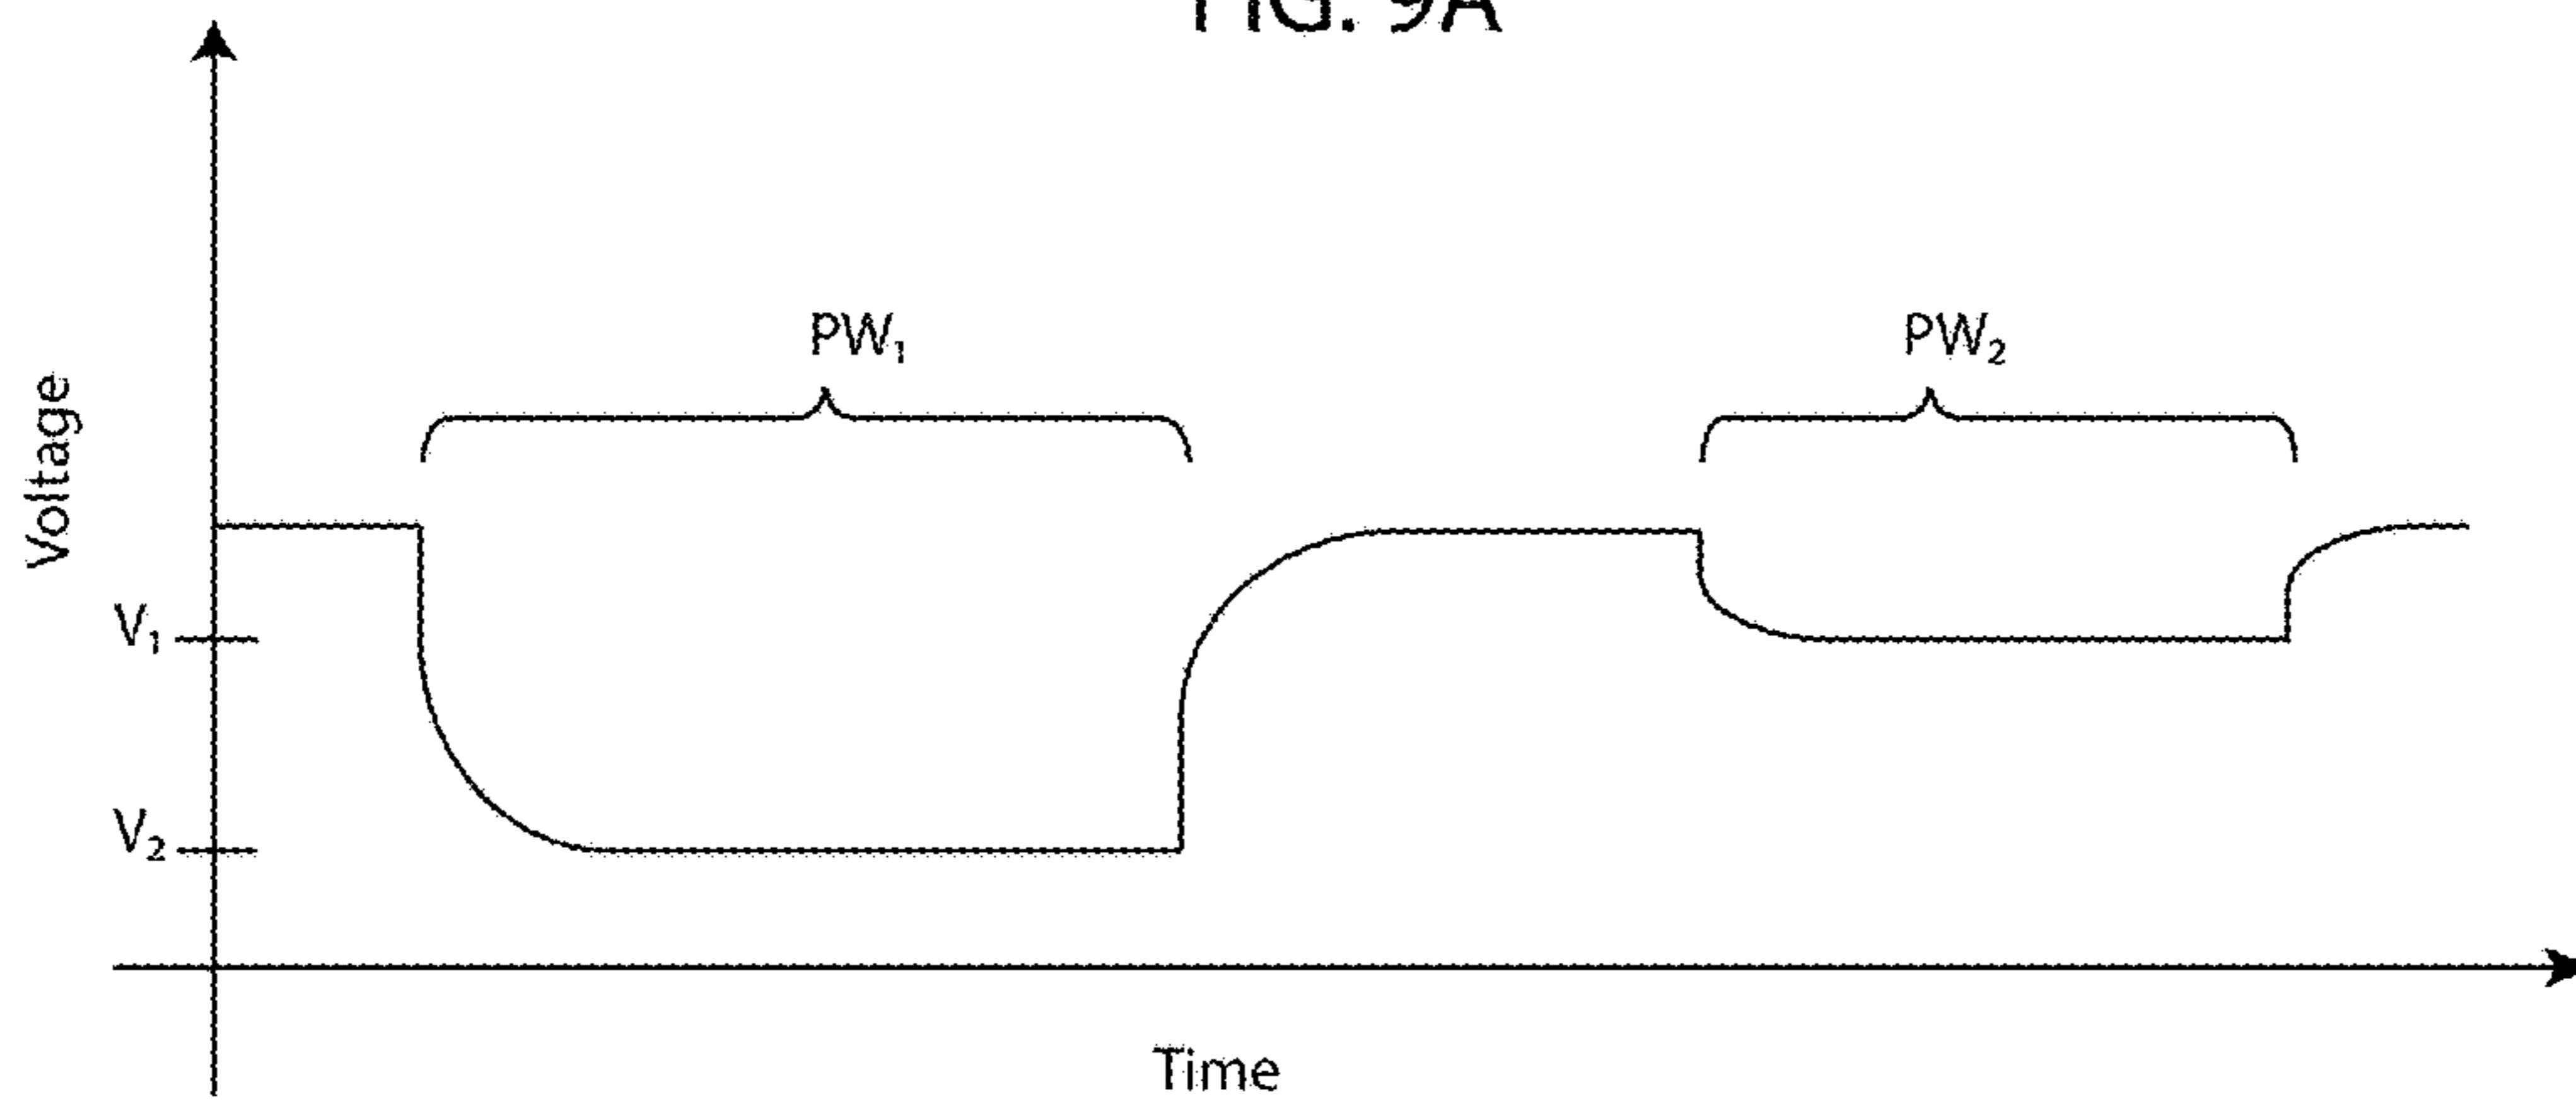 FIG. 9A
PW₁
PW₂
Voltage
V₁
V₂
Time